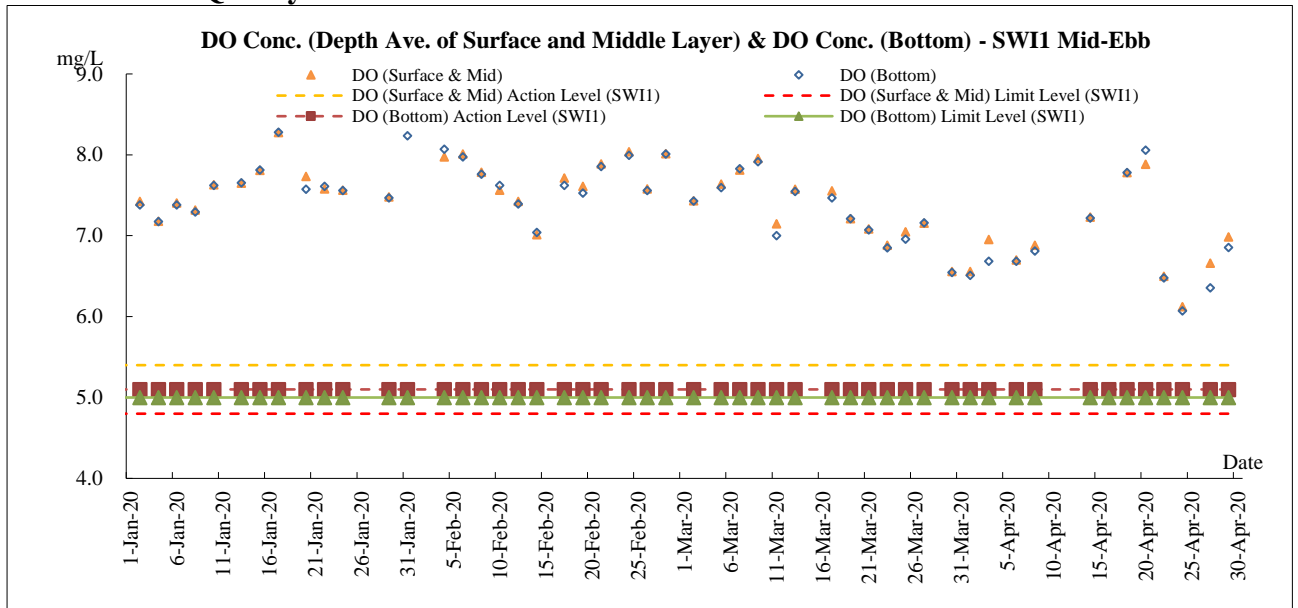 DO Conc. (Depth Ave. of Surface and Middle Layer) & DO Conc. (Bottom) - SWI1 Mid-Ebb
mg/L
DO (Surface & Mid)
DO (Bottom)
DO (Surface & Mid) Action Level (SWI1)
DO (Surface & Mid) Limit Level (SWI1)
DO (Bottom) Action Level (SWI1)
DO (Bottom) Limit Level (SWI1)
9.0
8.0
7.0
6.0
5.0
4.0
Date
1-Jan-20
6-Jan-20
11-Jan-20
16-Jan-20
21-Jan-20
26-Jan-20
31-Jan-20
5-Feb-20
10-Feb-20
15-Feb-20
20-Feb-20
25-Feb-20
1-Mar-20
6-Mar-20
11-Mar-20
16-Mar-20
21-Mar-20
26-Mar-20
31-Mar-20
5-Apr-20
10-Apr-20
15-Apr-20
20-Apr-20
25-Apr-20
30-Apr-20